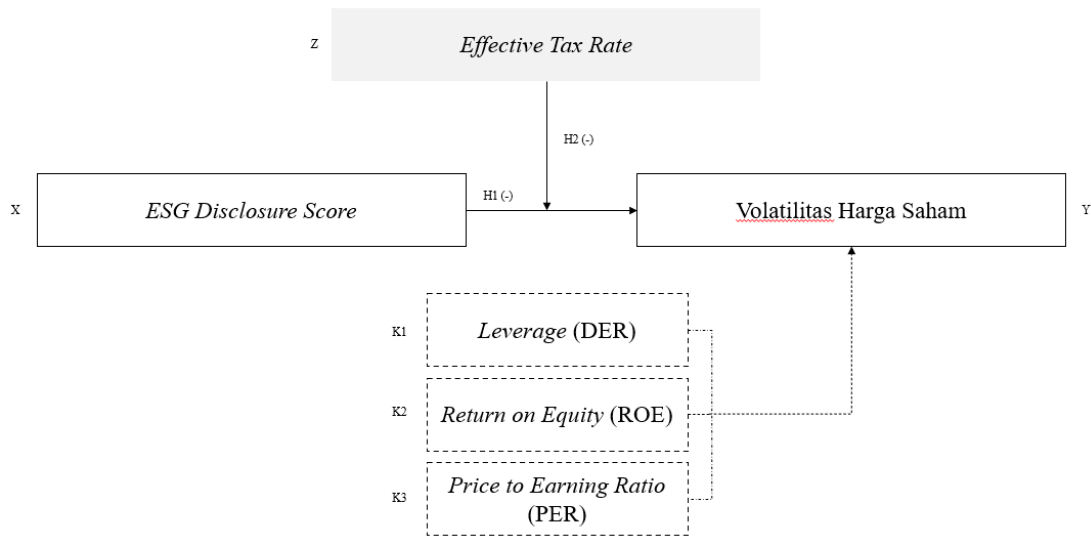 Z
Effective Tax Rate
H2 (-)
X
ESG Disclosure Score
H1 (-)
Volatilitas Harga Saham
Y
K1
Leverage (DER)
K2
Return on Equity (ROE)
K3
Price to Earning Ratio
(PER)